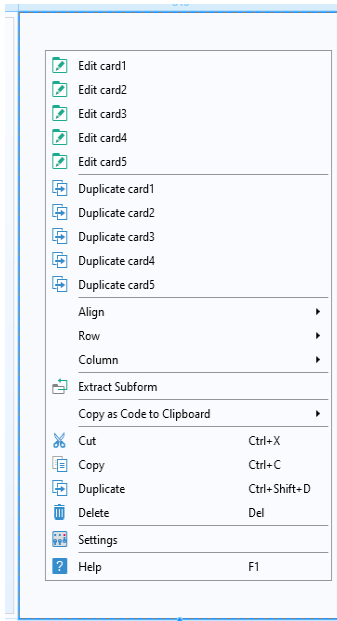 Edit card1
Edit card2
Edit card3
Edit card4
Edit card5
Duplicate card1
Duplicate card2
Duplicate card3
Duplicate card4
Duplicate card5
Align
Row
Column
Extract Subform
Copy as Code to Clipboard
Cut Ctrl+X
Copy Ctrl+C
Duplicate Ctrl+Shift+D
Delete Del
Settings
Help F1